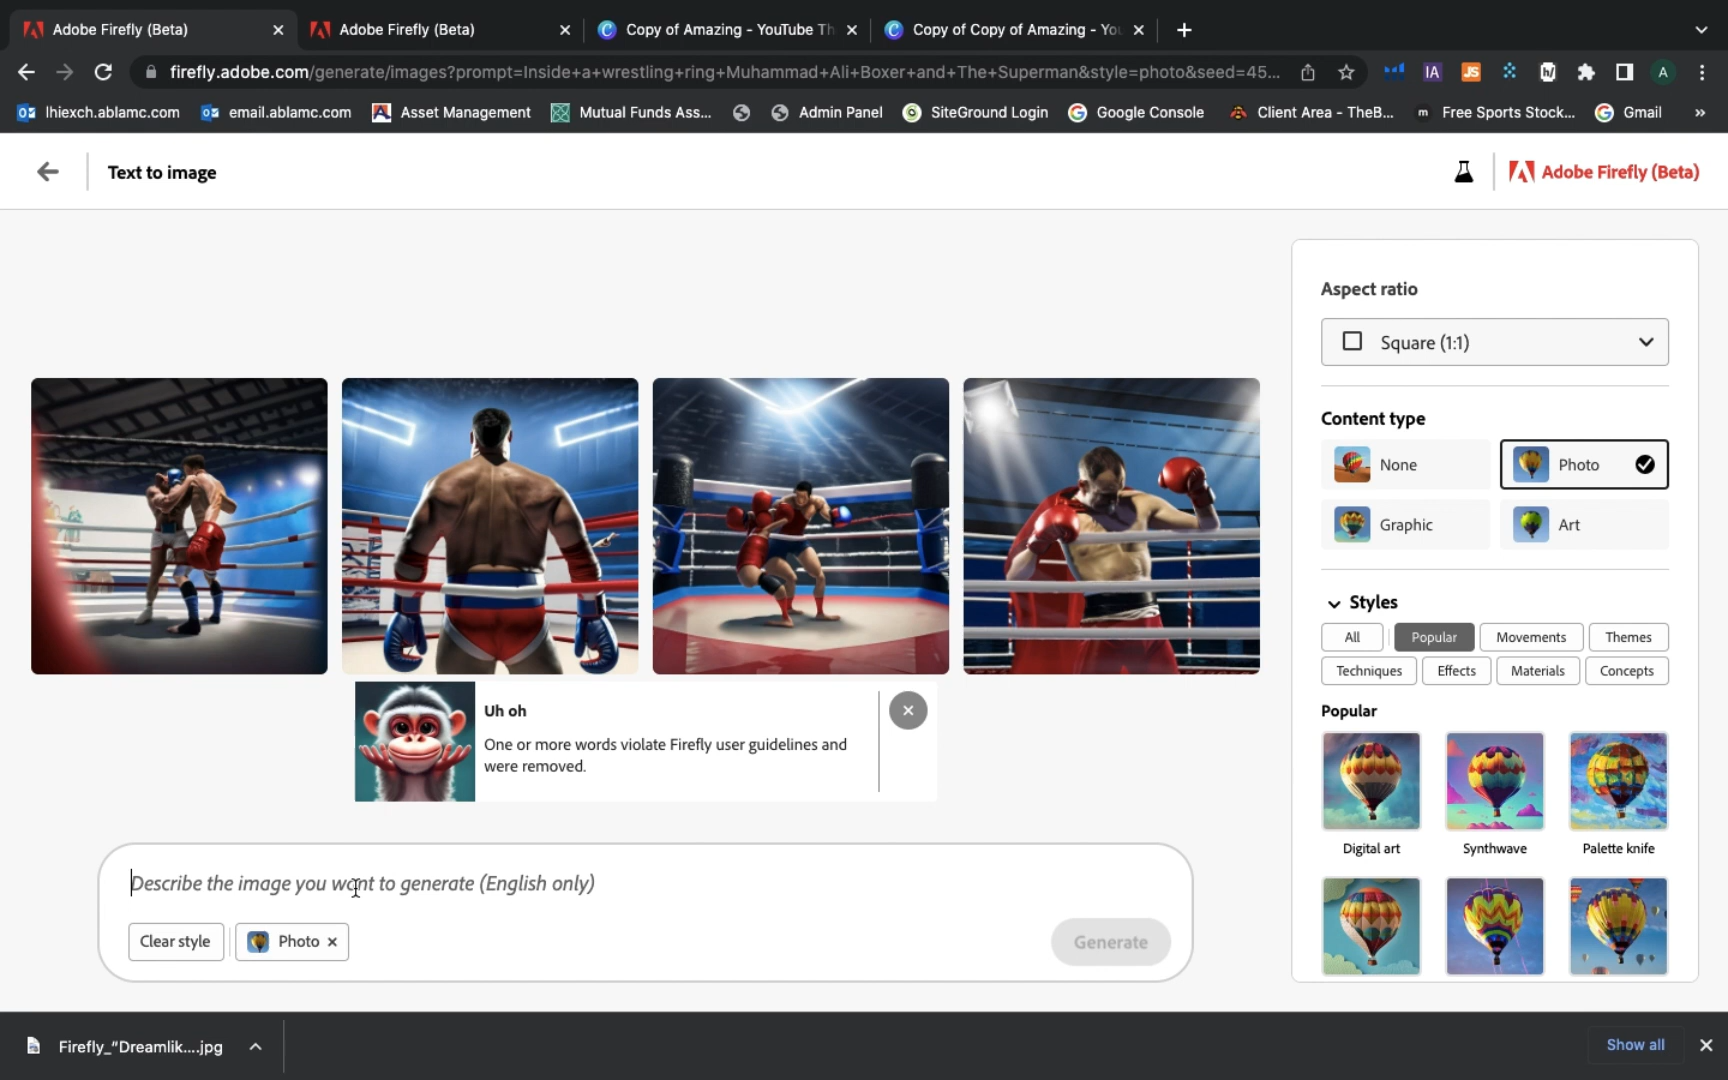 Adobe Firefly (Beta)
Adobe Firefly (Beta)
Copy of Amazing - YouTube Th
Copy of Copy of Amazing - You
firefly.adobe.com/generate/images?prompt=Inside+a+wrestling+ring+Muhammad+Ali+Boxer+and+The+Superman&style=photo&seed=45...
IA
JS
A
lhiexch.ablamc.com
email.ablamc.com
Asset Management
Mutual Funds Ass...
Admin Panel
SiteGround Login
Google Console
Client Area - TheB...
m
Free Sports Stock...
Gmail
»
Text to image
Adobe Firefly (Beta)
Aspect ratio
Square (1:1)
Content type
None
Photo
Graphic
Art
Styles
All
Popular
Movements
Themes
Techniques
Effects
Materials
Concepts
Popular
Digital art
Synthwave
Palette knife
Uh oh
One or more words violate Firefly user guidelines and
were removed.
Describe the image you want to generate (English only)
Clear style
Photo
Generate
Firefly_"Dreamlik....jpg
Show all